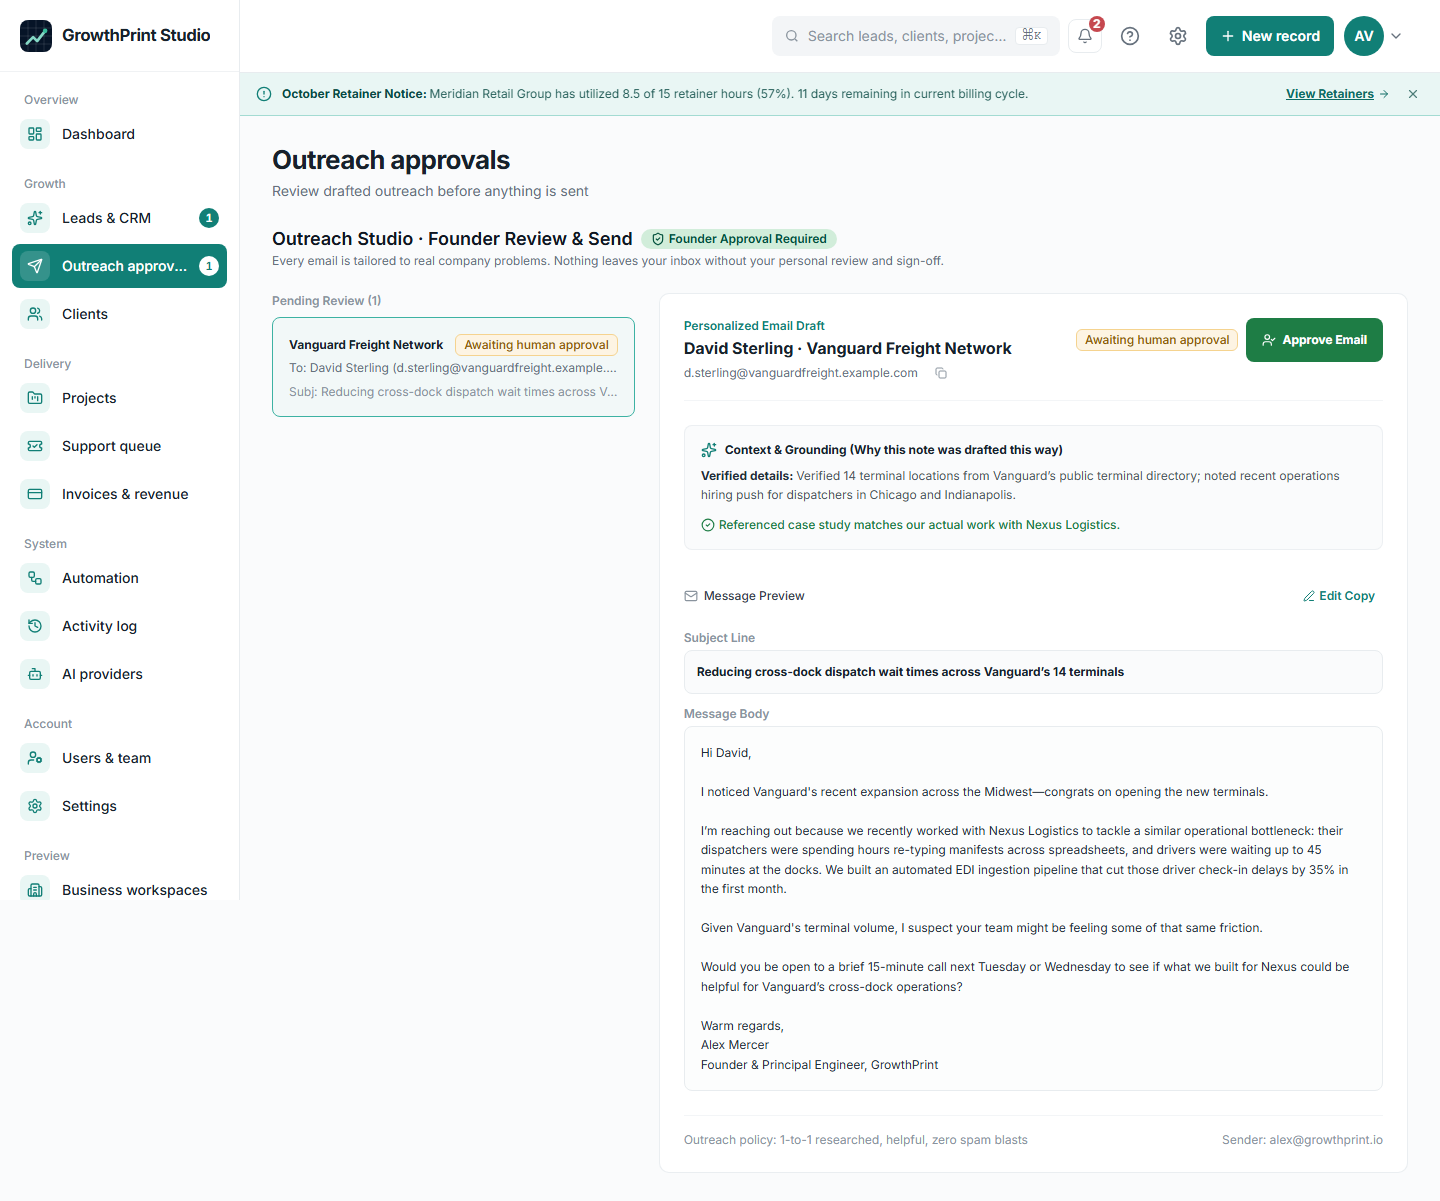 GrowthPrint Studio
Search leads, clients, projec...
⌘K
2
New record
AV
October Retainer Notice: Meridian Retail Group has utilized 8.5 of 15 retainer hours (57%). 11 days remaining in current billing cycle.
View Retainers
Overview
Dashboard
Growth
Leads & CRM
1
Outreach approv...
1
Clients
Delivery
Projects
Support queue
Invoices & revenue
System
Automation
Activity log
AI providers
Account
Users & team
Settings
Preview
Business workspaces
Outreach approvals
Review drafted outreach before anything is sent
Outreach Studio · Founder Review & Send
Founder Approval Required
Every email is tailored to real company problems. Nothing leaves your inbox without your personal review and sign-off.
Pending Review (1)
Vanguard Freight Network
Awaiting human approval
To: David Sterling (d.sterling@vanguardfreight.example....
Subj: Reducing cross-dock dispatch wait times across V...
Personalized Email Draft
David Sterling · Vanguard Freight Network
d.sterling@vanguardfreight.example.com
Awaiting human approval
Approve Email
Context & Grounding (Why this note was drafted this way)
Verified details: Verified 14 terminal locations from Vanguard’s public terminal directory; noted recent operations
hiring push for dispatchers in Chicago and Indianapolis.
Referenced case study matches our actual work with Nexus Logistics.
Message Preview
Edit Copy
Subject Line
Reducing cross-dock dispatch wait times across Vanguard’s 14 terminals
Message Body
Hi David,
I noticed Vanguard's recent expansion across the Midwest—congrats on opening the new terminals.
I’m reaching out because we recently worked with Nexus Logistics to tackle a similar operational bottleneck: their
dispatchers were spending hours re-typing manifests across spreadsheets, and drivers were waiting up to 45
minutes at the docks. We built an automated EDI ingestion pipeline that cut those driver check-in delays by 35% in
the first month.
Given Vanguard's terminal volume, I suspect your team might be feeling some of that same friction.
Would you be open to a brief 15-minute call next Tuesday or Wednesday to see if what we built for Nexus could be
helpful for Vanguard’s cross-dock operations?
Warm regards,
Alex Mercer
Founder & Principal Engineer, GrowthPrint
Outreach policy: 1-to-1 researched, helpful, zero spam blasts
Sender: alex@growthprint.io